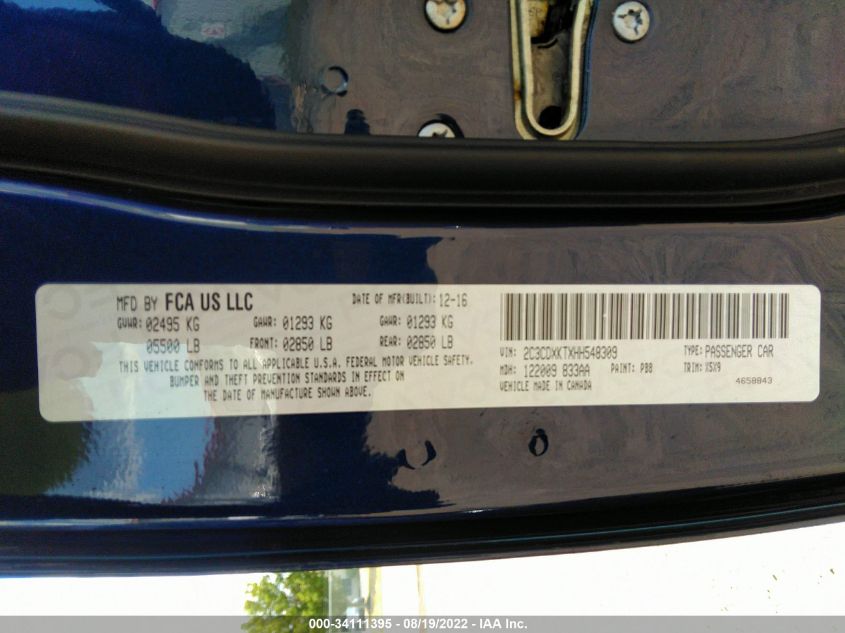 MFD BY FCA US LLC DATE OF MFR(BUILT): 12-16
GVWR: 02495 KG GAWR: 01293 KG GAWR: 01293 KG
05500 LB FRONT: 02850 LB REAR: 02850 LB
THIS VEHICLE CONFORMS TO ALL APPLICABLE U.S.A. FEDERAL MOTOR VEHICLE SAFETY,
BUMPER AND THEFT PREVENTION STANDARDS IN EFFECT ON
THE DATE OF MANUFACTURE SHOWN ABOVE.
VIN: 2C3CDXKTXHH548309 TYPE: PASSENGER CAR
MDH: 122009 833AA PAINT: PBB TRIM: X5X9
VEHICLE MADE IN CANADA 4658843
000-34111395 - 08/19/2022 - IAA Inc.